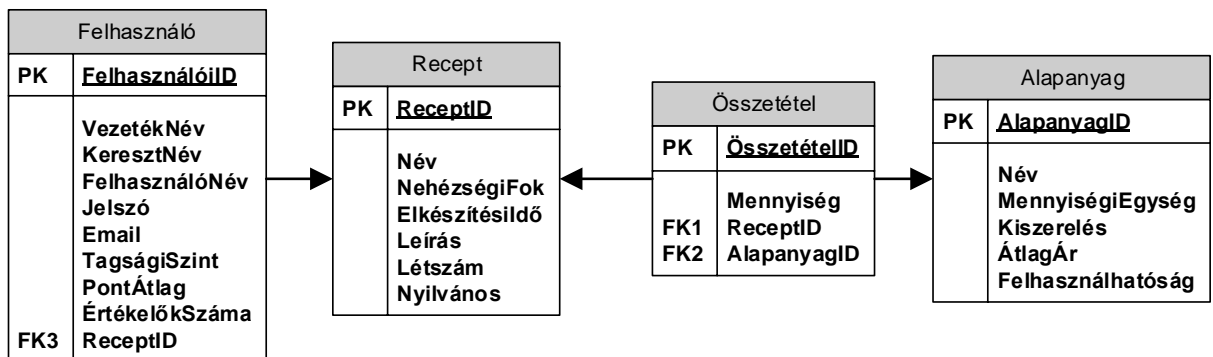 Felhasználó
PK FelhasználóiID
VezetékNév
KeresztNév
FelhasználóNév
Jelszó
Email
TagságiSzint
PontÁtlag
ÉrtékelőkSzáma
FK3 ReceptID
Recept
PK ReceptID
Név
NehézségiFok
ElkészítésiIdő
Leírás
Létszám
Nyilvános
Összetétel
PK ÖsszetételID
Mennyiség
FK1 ReceptID
FK2 AlapanyagID
Alapanyag
PK AlapanyagID
Név
MennyiségiEgység
Kiszerelés
ÁtlagÁr
Felhasználhatóság